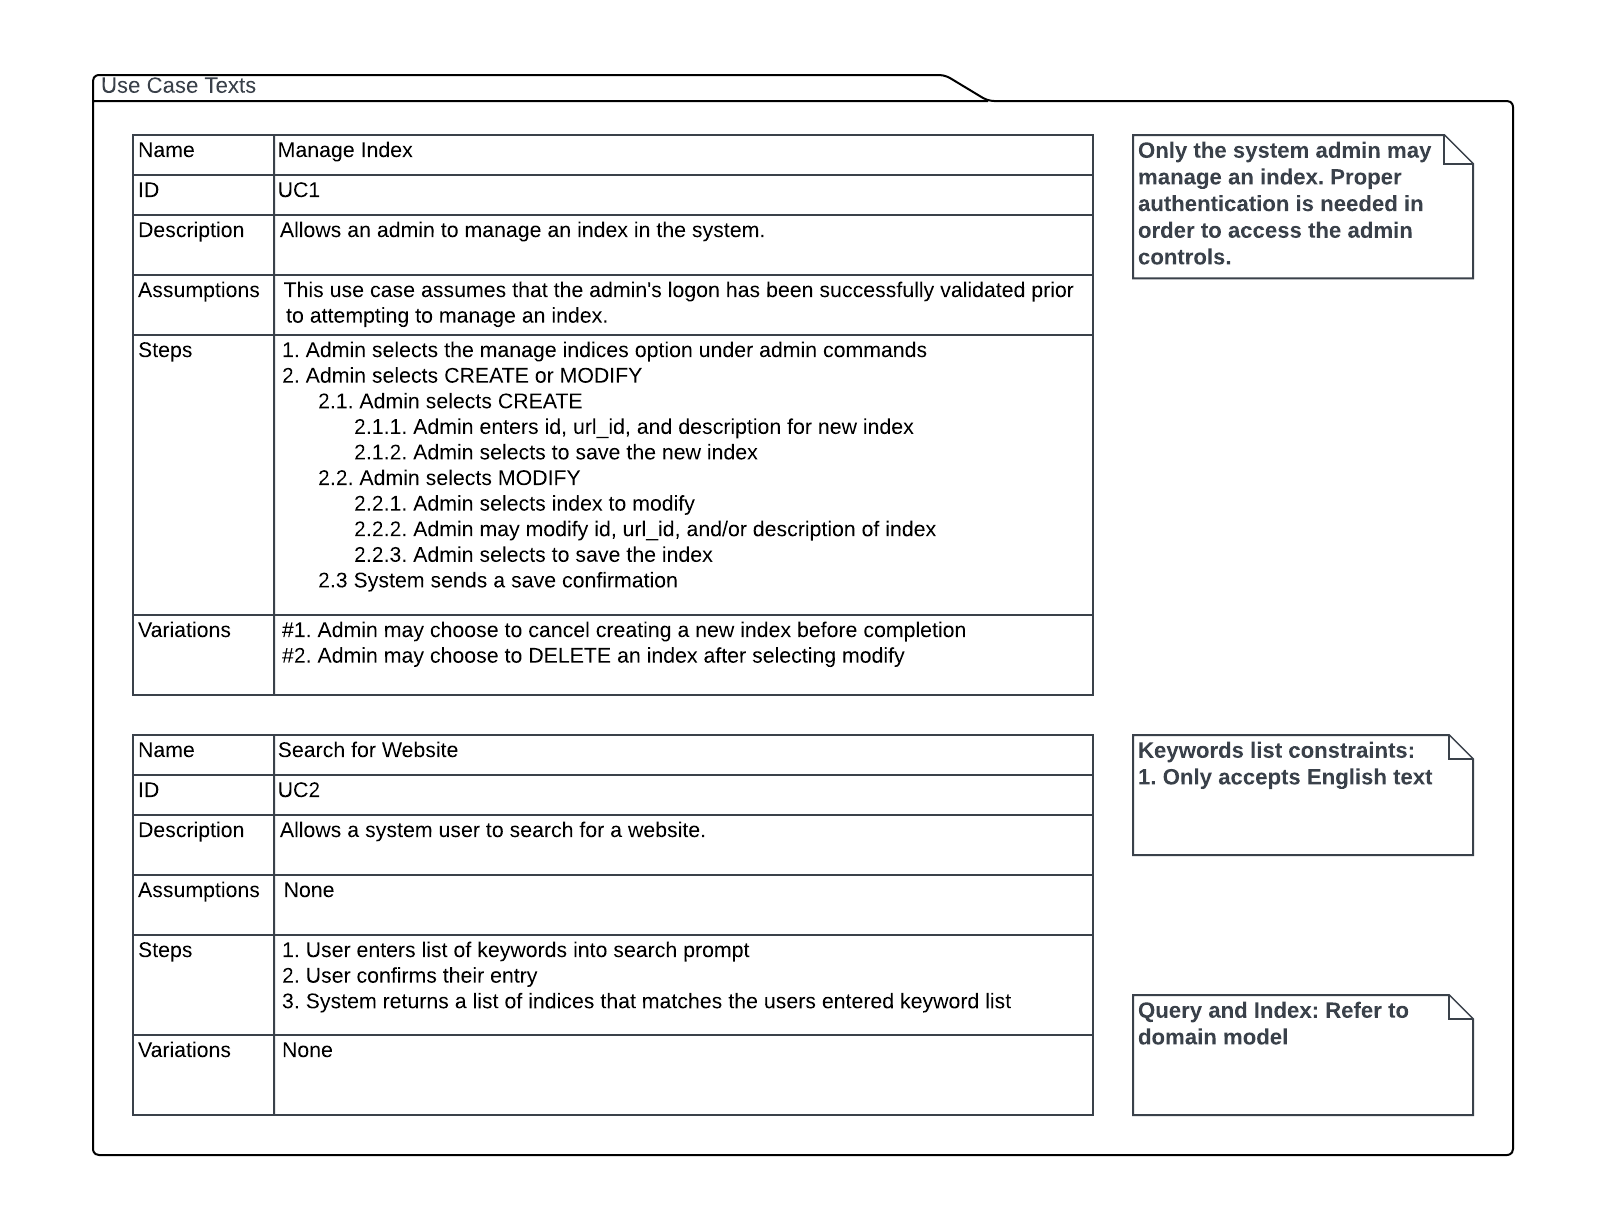 Use Case Texts
Name
Manage Index
ID
UC1
Description
Allows an admin to manage an index in the system.
Assumptions
This use case assumes that the admin's logon has been successfully validated prior
to attempting to manage an index.
Steps
1. Admin selects the manage indices option under admin commands
2. Admin selects CREATE or MODIFY
2.1. Admin selects CREATE
2.1.1. Admin enters id, url_id, and description for new index
2.1.2. Admin selects to save the new index
2.2. Admin selects MODIFY
2.2.1. Admin selects index to modify
2.2.2. Admin may modify id, url_id, and/or description of index
2.2.3. Admin selects to save the index
2.3 System sends a save confirmation
Variations
#1. Admin may choose to cancel creating a new index before completion
#2. Admin may choose to DELETE an index after selecting modify
Only the system admin may
manage an index. Proper
authentication is needed in
order to access the admin
controls.
Name
Search for Website
ID
UC2
Description
Allows a system user to search for a website.
Assumptions
None
Steps
1. User enters list of keywords into search prompt
2. User confirms their entry
3. System returns a list of indices that matches the users entered keyword list
Variations
None
Keywords list constraints:
1. Only accepts English text
Query and Index: Refer to
domain model